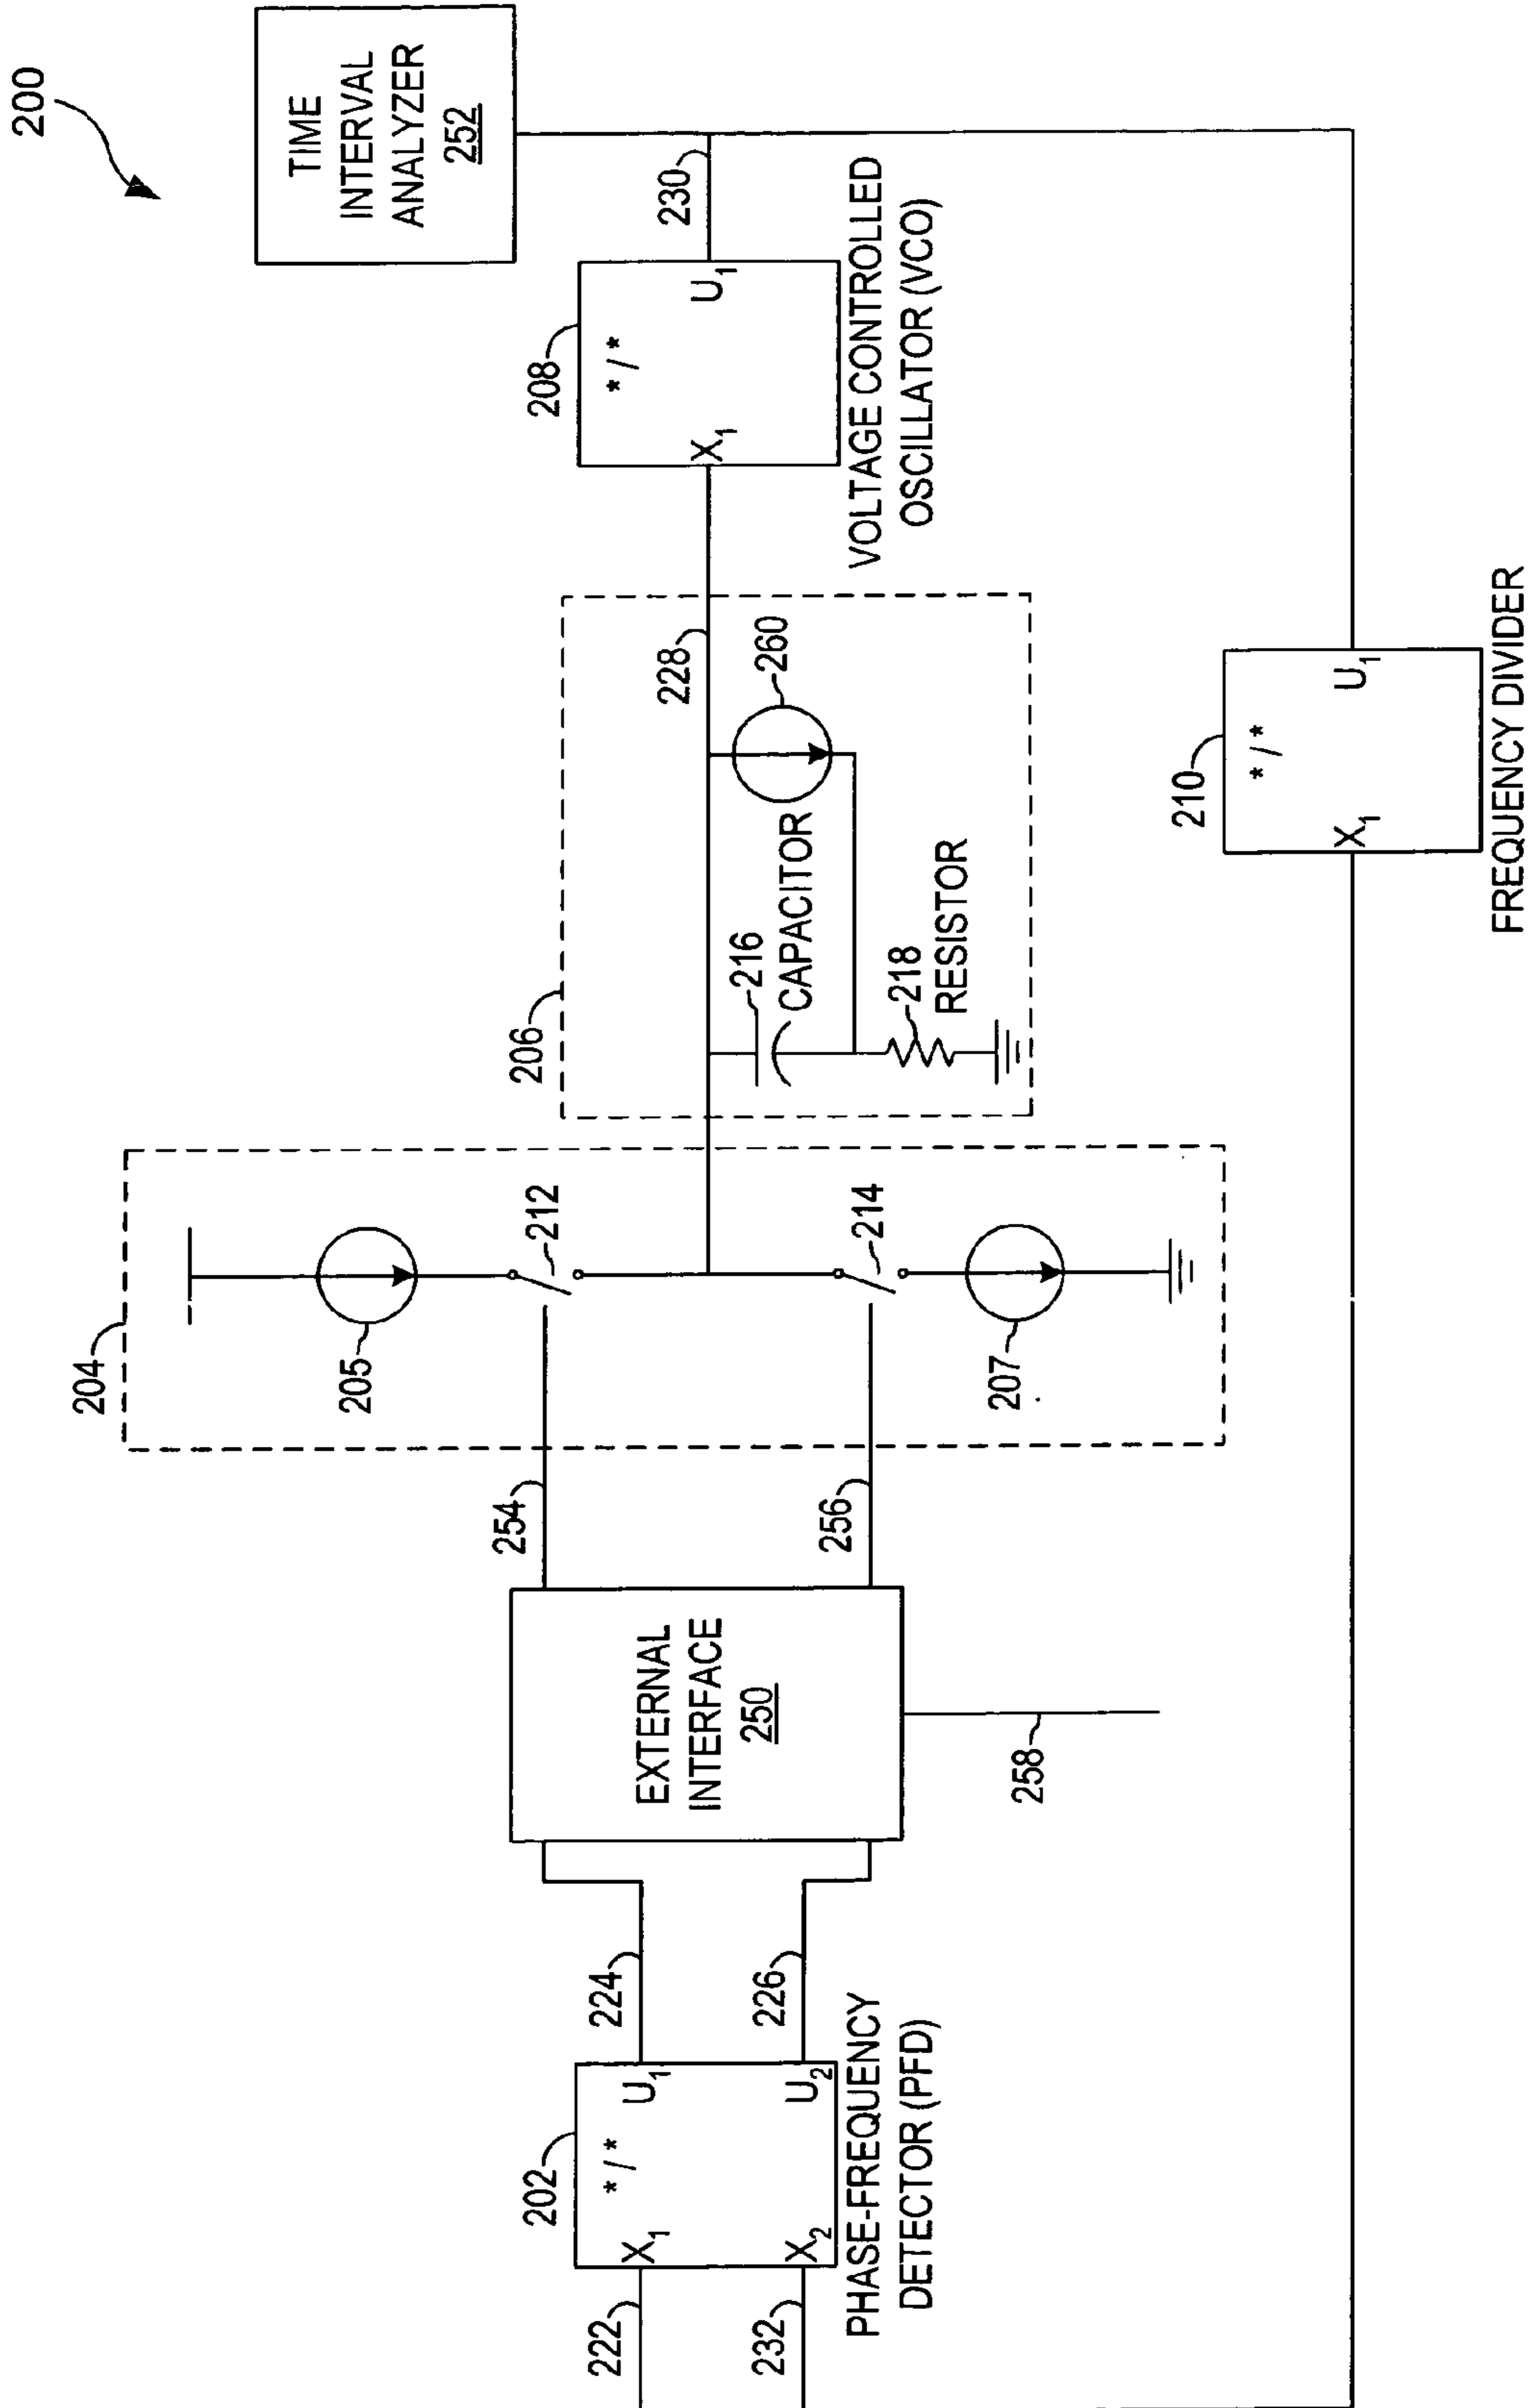 200
TIME
INTERVAL
ANALYZER
252
204
205
212
214
207
206
216
CAPACITOR
218
RESISTOR
228
260
208
* / *
X1
U1
VOLTAGE CONTROLLED
OSCILLATOR (VCO)
230
222
232
202
* / *
X1
U1
X2
U2
PHASE-FREQUENCY
DETECTOR (PFD)
224
226
EXTERNAL
INTERFACE
250
254
256
258
210
* / *
X1
U1
FREQUENCY DIVIDER